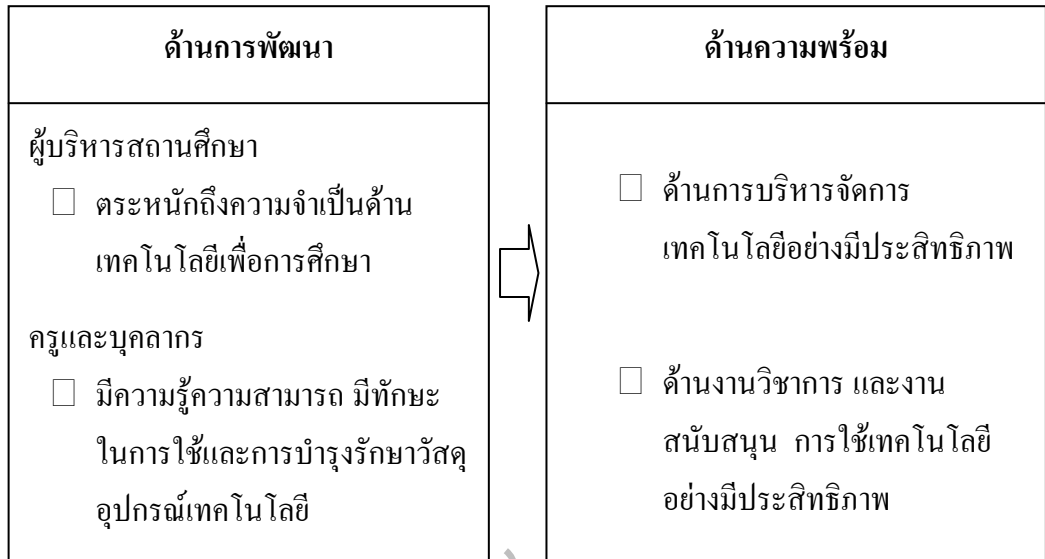 ด้านการพัฒนา
ผู้บริหารสถานศึกษา
ตระหนักถึงความจำเป็นด้าน
เทคโนโลยีเพื่อการศึกษา
ครูและบุคลากร
มีความรู้ความสามารถ มีทักษะ
ในการใช้และการบำรุงรักษาวัสดุ
อุปกรณ์เทคโนโลยี
ด้านความพร้อม
ด้านการบริหารจัดการ
เทคโนโลยีอย่างมีประสิทธิภาพ
ด้านงานวิชาการ และงาน
สนับสนุน การใช้เทคโนโลยี
อย่างมีประสิทธิภาพ